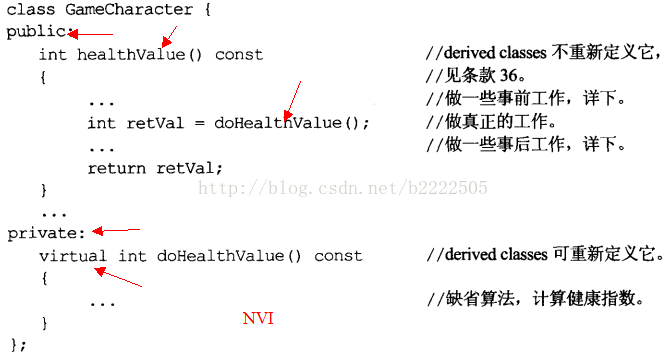 class GameCharacter {
public:
int healthValue() const //derived classes 不重新定义它,
{ //见条款 36。
... //做一些事前工作，详下。
int retVal = doHealthValue(); //做真正的工作。
... //做一些事后工作，详下。
return retVal;
http://blog.csdn.net/b2222505
}
...
private:
virtual int doHealthValue() const //derived classes 可重新定义它。
{
... //缺省算法，计算健康指数。
} NVI
};